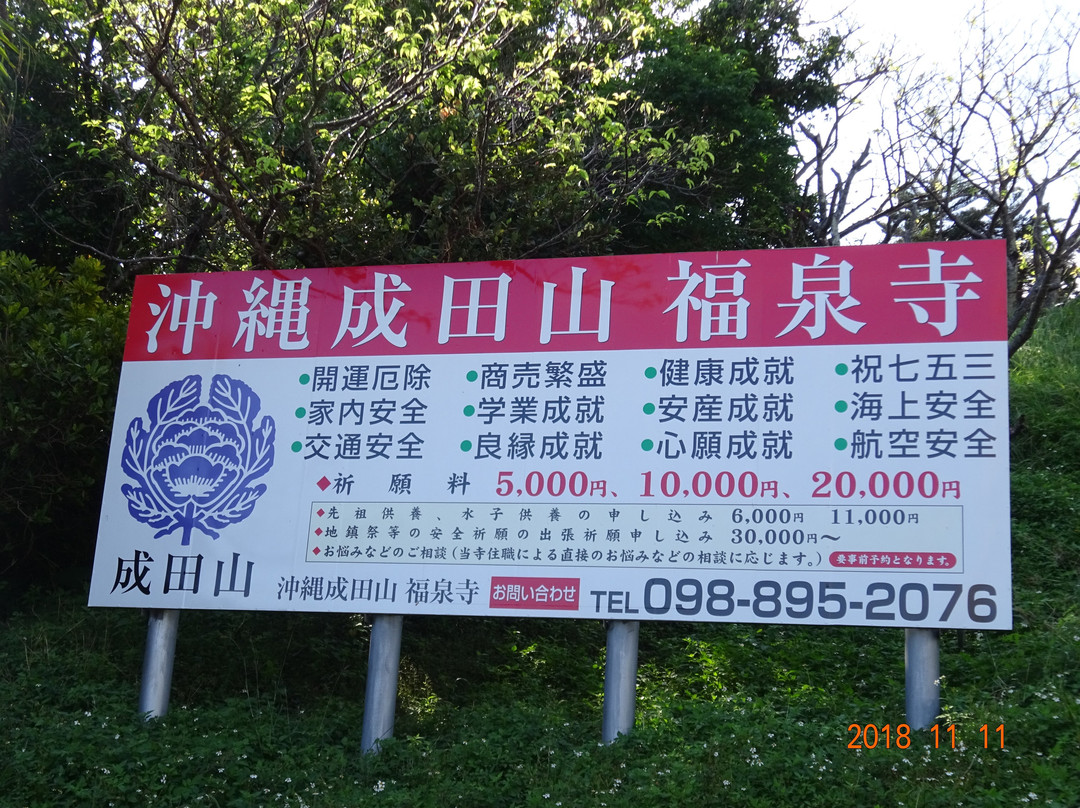 沖縄成田山 福泉寺
•開運厄除 •商売繁盛 •健康成就 •祝七五三
•家内安全 •学業成就 •安産成就 •海上安全
•交通安全 •良縁成就 •心願成就 •航空安全
◆祈願料 5,000円、10,000円、20,000円
◆先祖供養、水子供養の申し込み 6,000円 11,000円
◆地鎮祭等の安全祈願の出張祈願申し込み 30,000円〜
◆お悩みなどのご相談(当寺住職による直接のお悩みなどの相談に応じます。) 要事前予約となります。
成田山
沖縄成田山 福泉寺 お問い合わせ TEL 098-895-2076
2018 11 11